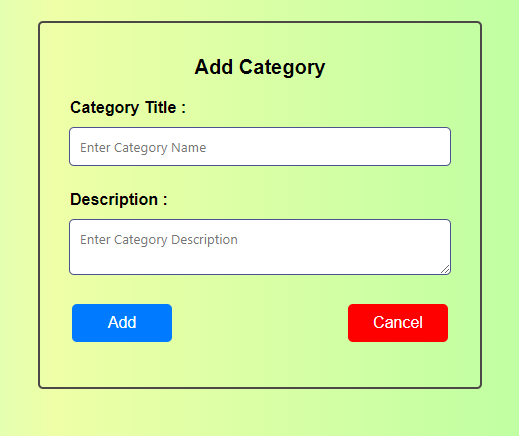 Add Category
Category Title :
Enter Category Name
Description :
Enter Category Description
Add Cancel